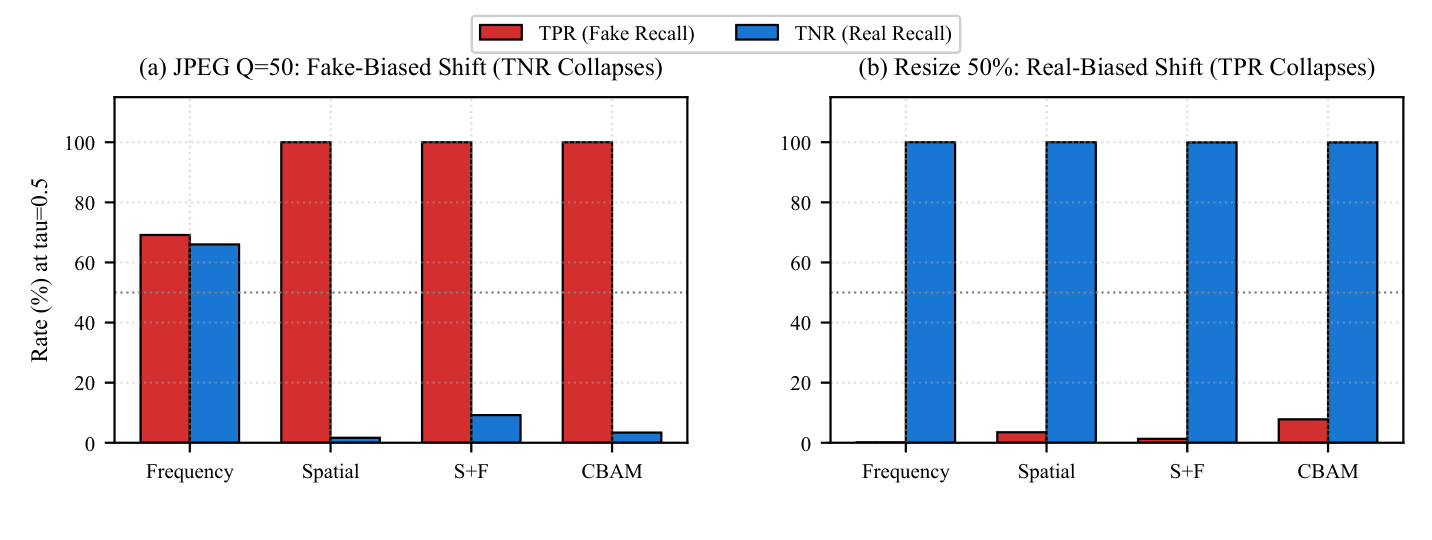 TPR (Fake Recall) TNR (Real Recall)
(a) JPEG Q=50: Fake-Biased Shift (TNR Collapses)
Rate (%) at tau=0.5
100
80
60
40
20
0
Frequency Spatial S+F CBAM
(b) Resize 50%: Real-Biased Shift (TPR Collapses)
100
80
60
40
20
0
Frequency Spatial S+F CBAM